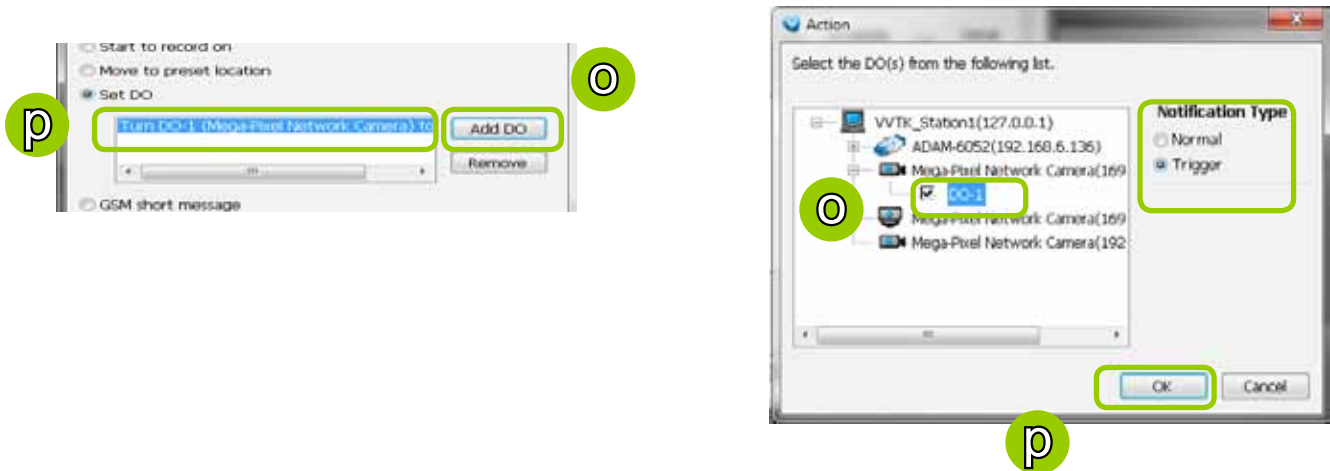 Start to record on
Move to preset location
Set DO
Turn DO-1 (Mega-Pixel Network Camera) to
Add DO
Remove
GSM short message
p
o
Action
Select the DO(s) from the following list.
VVTK_Station1(127.0.0.1)
ADAM-6052(192.168.6.136)
Mega-Pixel Network Camera(169
DO-1
Mega-Pixel Network Camera(169
Mega-Pixel Network Camera(192
Notification Type
Normal
Trigger
o
OK
Cancel
p